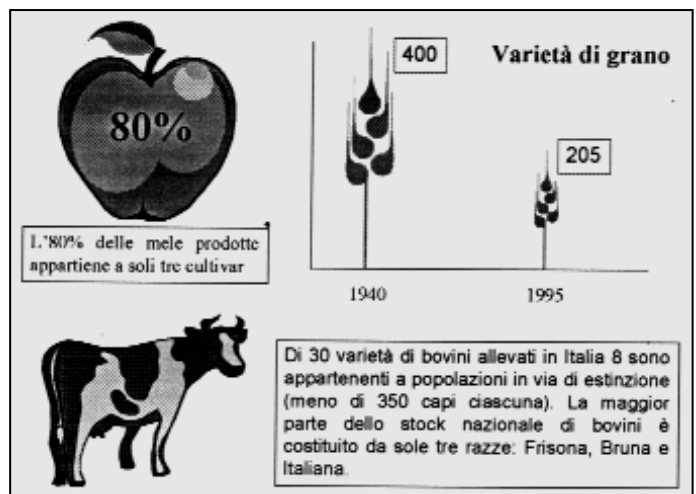 80%
L'80% delle mele prodotte
appartiene a soli tre cultivar
Varietà di grano
400
205
1940
1995
Di 30 varietà di bovini allevati in Italia 8 sono
appartenenti a popolazioni in via di estinzione
(meno di 350 capi ciascuna). La maggior
parte dello stock nazionale di bovini è
costituito da sole tre razze: Frisona, Bruna e
Italiana.